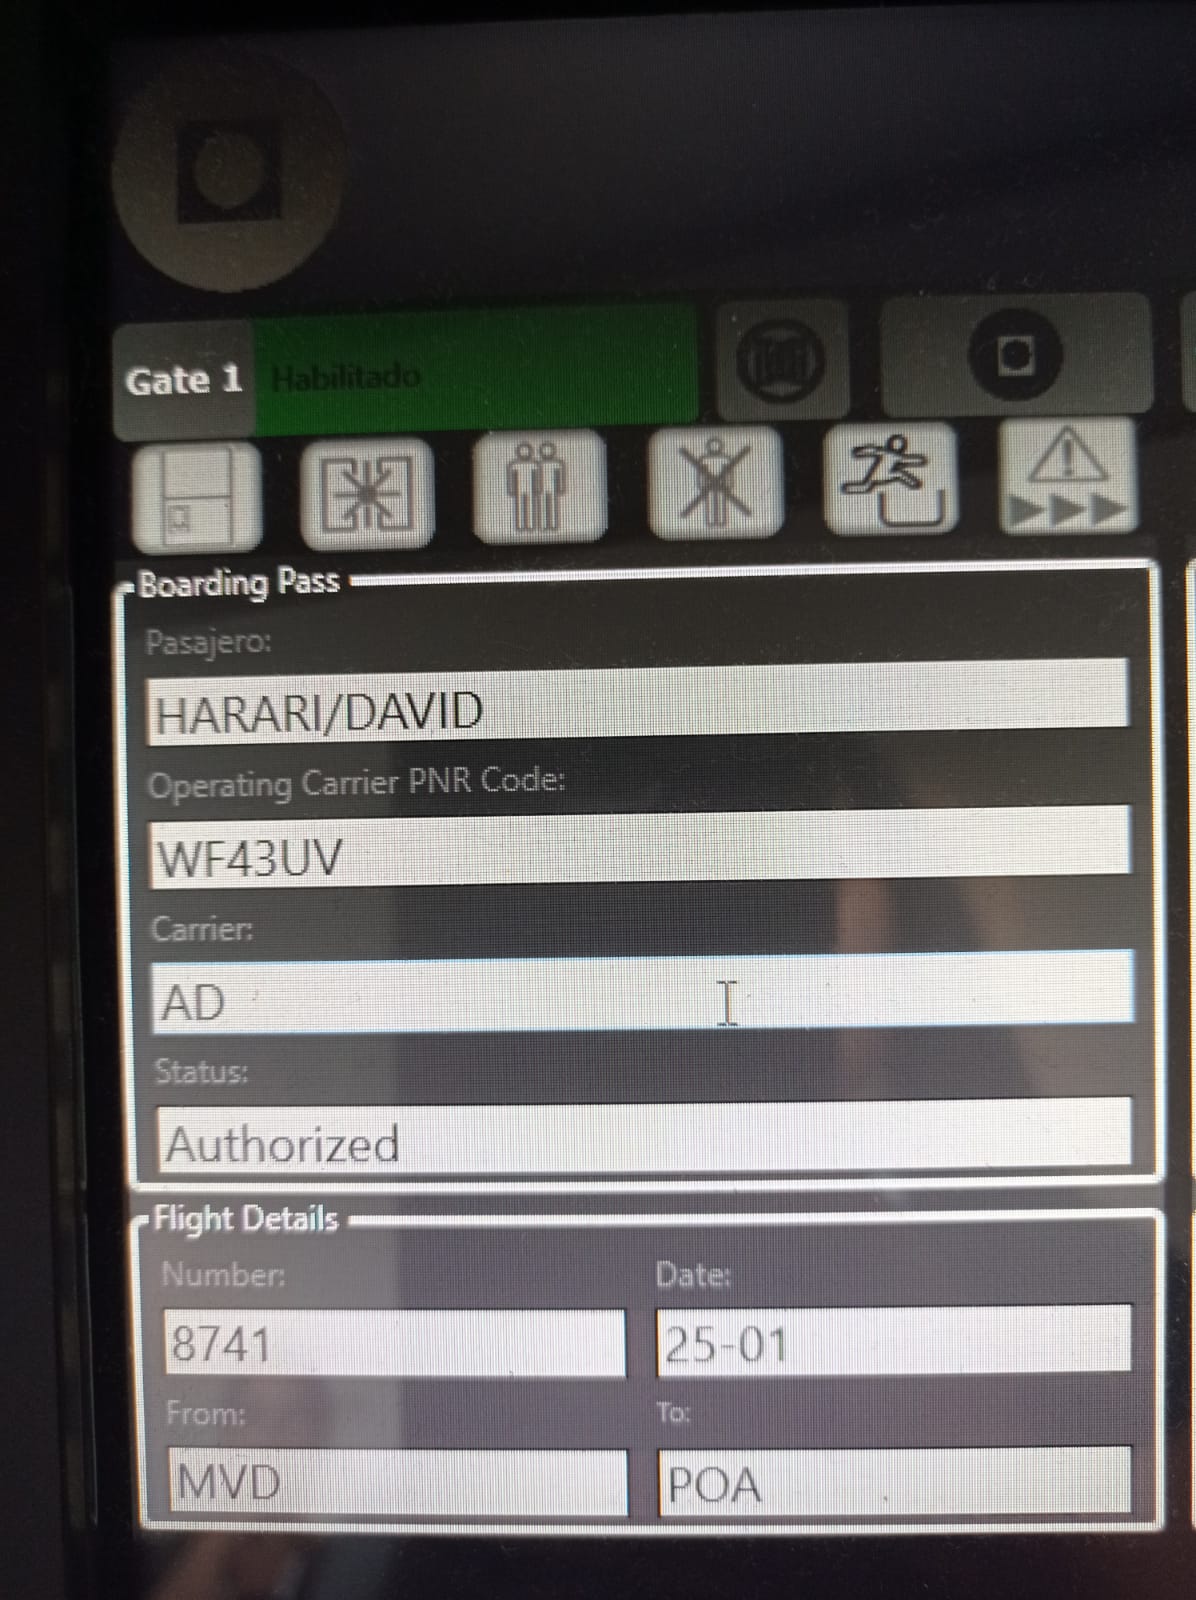 Gate 1 Habilitado
Boarding Pass
Pasajero:
HARARI/DAVID
Operating Carrier PNR Code:
WF43UV
Carrier:
AD
Status:
Authorized
Flight Details
Number: Date:
8741 25-01
From: To:
MVD POA